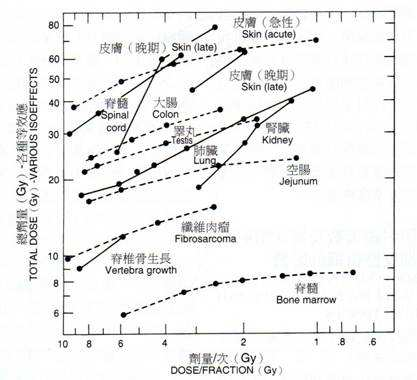 總劑量(Gy)-各種等效應
TOTAL DOSE (Gy)-VARIOUS ISOEFFECTS
80
60
50
40
30
20
10
8
6
皮膚(急性)
Skin (acute)
皮膚(晚期)
Skin (late)
皮膚(晚期)
Skin (late)
脊髓
Spinal
cord
大腸
Colon
睪丸
Testis
肺臟
Lung
腎臟
Kidney
空腸
Jejunum
纖維肉瘤
Fibrosarcoma
脊椎骨生長
Vertebra growth
脊髓
Bone marrow
10 8 6 4 2 1 .8 .6
劑量/次(Gy)
DOSE/FRACTION (Gy)